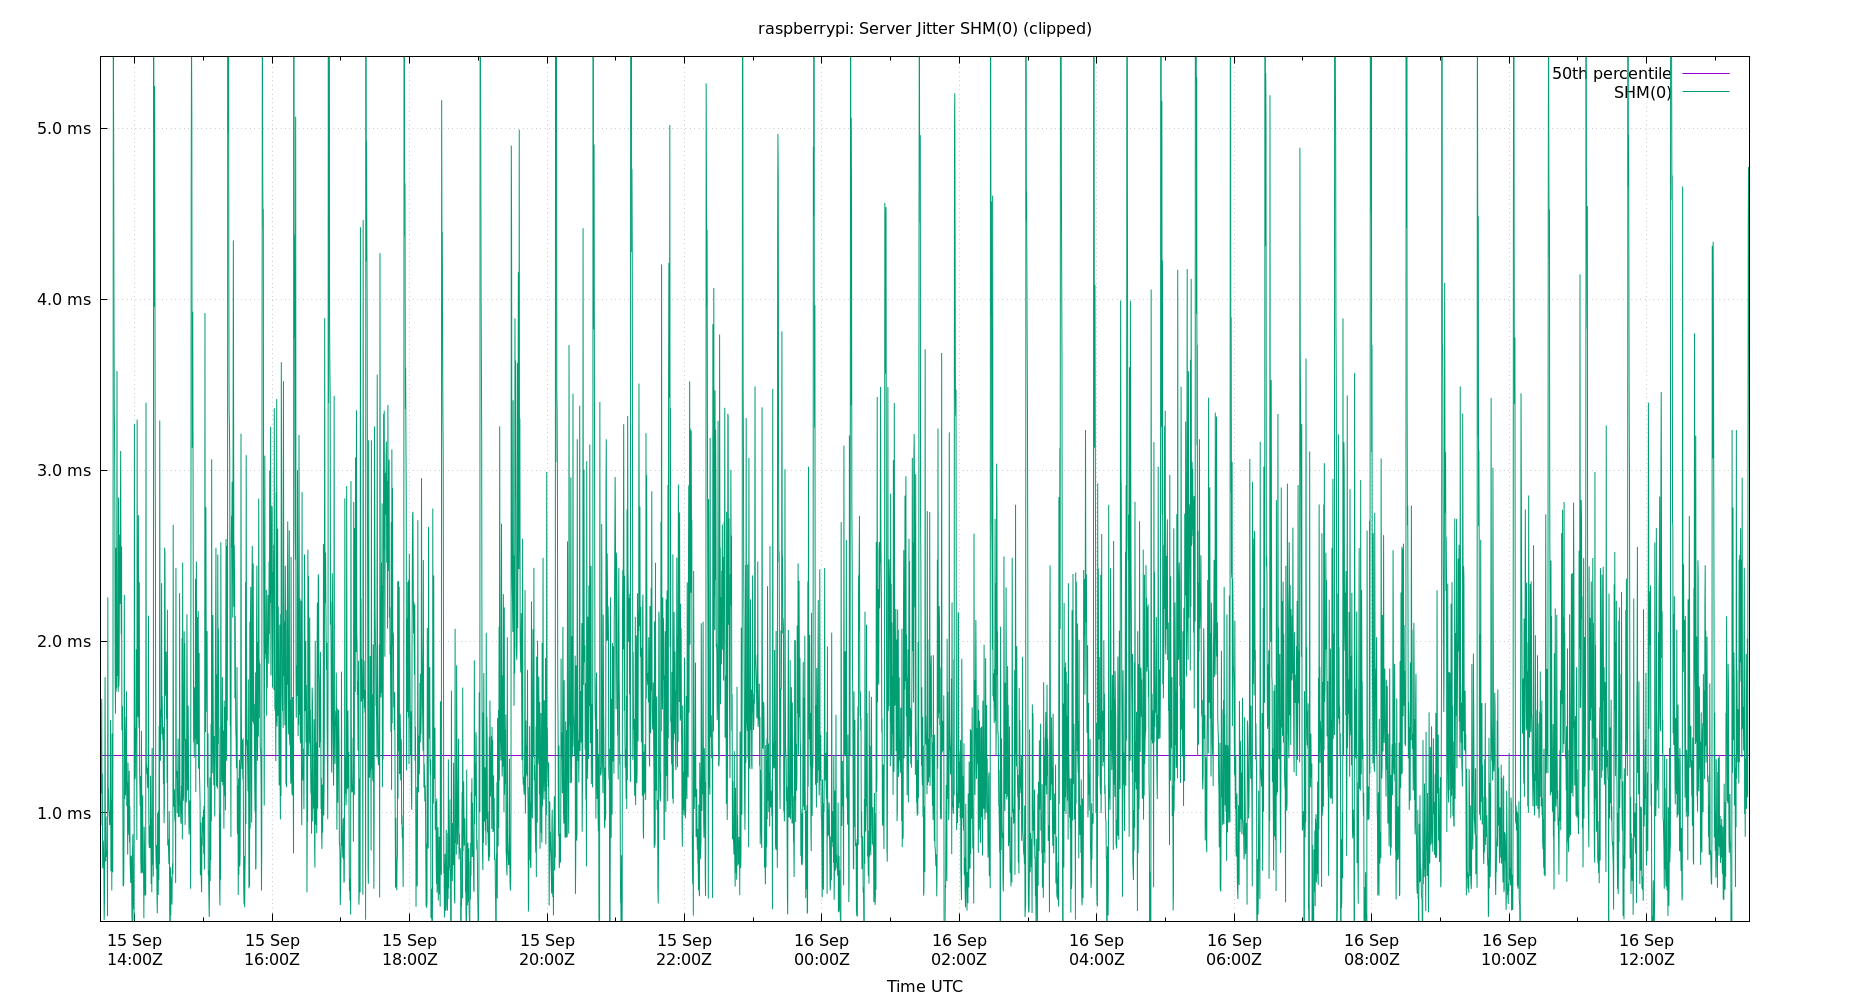 raspberrypi: Server Jitter SHM(0) (clipped)
50th percentile
SHM(0)
5.0 ms
4.0 ms
3.0 ms
2.0 ms
1.0 ms
15 Sep 15 Sep 15 Sep 15 Sep 15 Sep 16 Sep 16 Sep 16 Sep 16 Sep 16 Sep 16 Sep 16 Sep
14:00Z 16:00Z 18:00Z 20:00Z 22:00Z 00:00Z 02:00Z 04:00Z 06:00Z 08:00Z 10:00Z 12:00Z
Time UTC